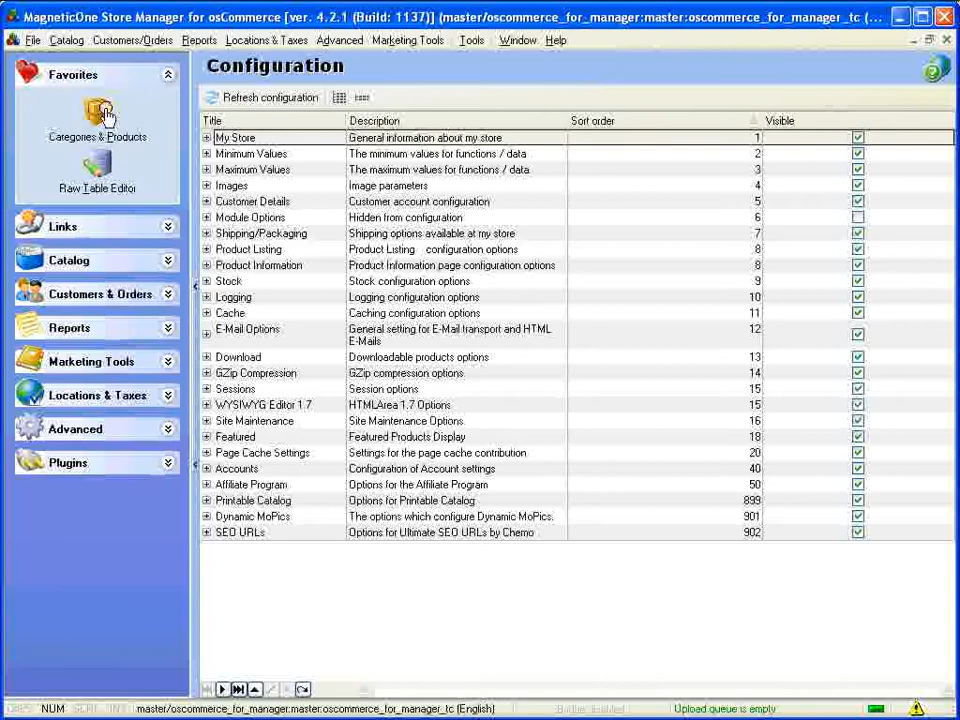 MagneticOne Store Manager for osCommerce [ver. 4.2.1 (Build: 1137)] (master/oscommerce_for_manager:master:oscommerce_for_manager_tc (...
File Catalog Customers/Orders Reports Locations & Taxes Advanced Marketing Tools Tools Window Help
Favorites
Categories & Products
Raw Table Editor
Links
Catalog
Customers & Orders
Reports
Marketing Tools
Locations & Taxes
Advanced
Plugins
Configuration
Refresh configuration
Title Description Sort order Visible
My Store General information about my store 1
Minimum Values The minimum values for functions / data 2
Maximum Values The maximum values for functions / data 3
Images Image parameters 4
Customer Details Customer account configuration 5
Module Options Hidden from configuration 6
Shipping/Packaging Shipping options available at my store 7
Product Listing Product Listing configuration options 8
Product Information Product Information page configuration options 8
Stock Stock configuration options 9
Logging Logging configuration options 10
Cache Caching configuration options 11
E-Mail Options General setting for E-Mail transport and HTML 12
E-Mails
Download Downloadable products options 13
GZip Compression GZip compression options 14
Sessions Session options 15
WYSIWYG Editor 1.7 HTMLArea 1.7 Options 15
Site Maintenance Site Maintenance Options 16
Featured Featured Products Display 18
Page Cache Settings Settings for the page cache contribution 20
Accounts Configuration of Account settings 40
Affiliate Program Options for the Affiliate Program 50
Printable Catalog Options for Printable Catalog 899
Dynamic MoPics The options which configure Dynamic MoPics. 901
SEO URLs Options for Ultimate SEO URLs by Chemo 902
CAPS NUM SCRL INS master/oscommerce_for_manager:master:oscommerce_for_manager_tc (English) Upload queue is empty